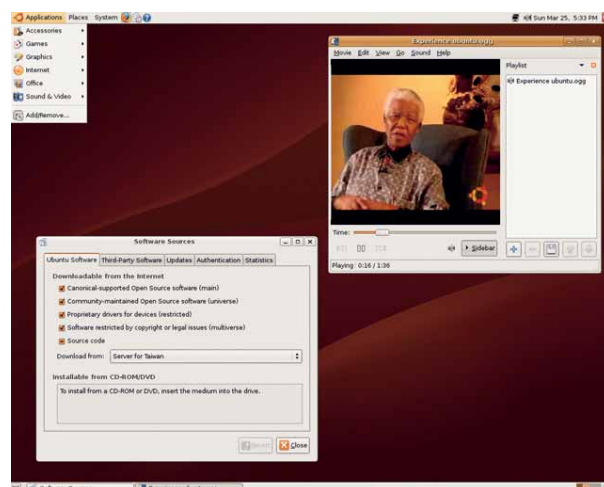 Applications Places System
Sun Mar 25, 5:33 PM
Accessories
Games
Graphics
Internet
Office
Sound & Video
Add/Remove...
Experience ubuntu.ogg
Movie Edit View Go Sound Help
Playlist
Experience ubuntu.ogg
Time:
Sidebar
Playing 0:16 / 1:36
Software Sources
Ubuntu Software Third-Party Software Updates Authentication Statistics
Downloadable from the Internet
Canonical-supported Open Source software (main)
Community-maintained Open Source software (universe)
Proprietary drivers for devices (restricted)
Software restricted by copyright or legal issues (multiverse)
Source code
Download from: Server for Taiwan
Installable from CD-ROM/DVD
To install from a CD-ROM or DVD, insert the medium into the drive.
Revert Close